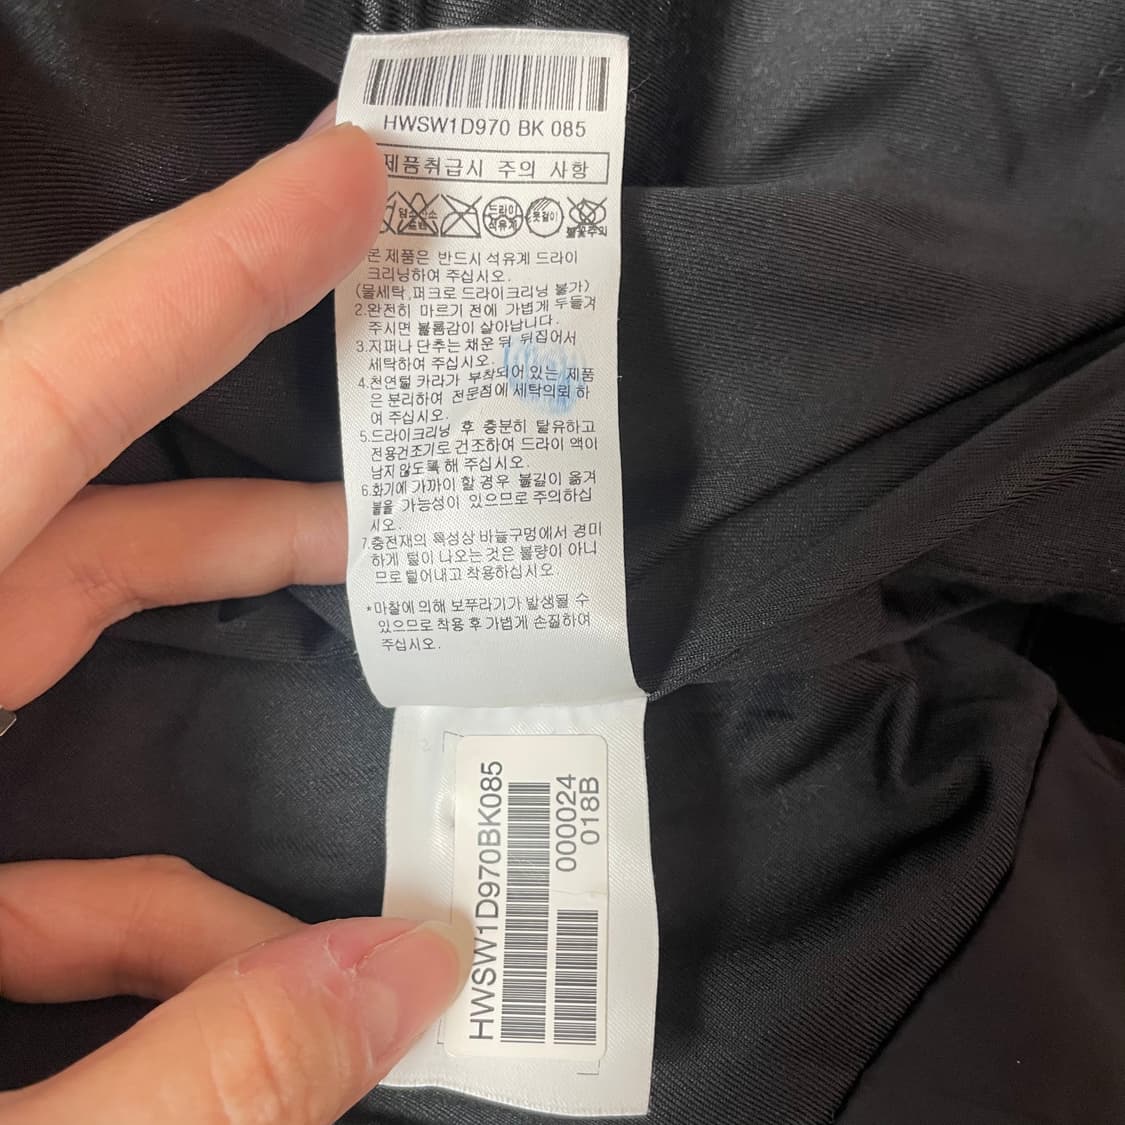 HWSW1D970 BK 085
제품취급시 주의 사항
드라이
석유계
옷걸이
불꽃주의
본 제품은 반드시 석유계 드라이
크리닝하여 주십시오.
(물세탁,퍼크로 드라이크리닝 불가)
2.완전히 마르기 전에 가볍게 두들겨
주시면 볼륨감이 살아납니다.
3.지퍼나 단추는 채운 뒤 뒤집어서
세탁하여 주십시오.
4.천연털 카라가 부착되어 있는 제품
은 분리하여 전문점에 세탁의뢰 하
여 주십시오.
5.드라이크리닝 후 충분히 탈유하고
전용건조기로 건조하여 드라이 액이
남지 않도록 해 주십시오.
6.화기에 가까이 할 경우 불길이 옮겨
붙을 가능성이 있으므로 주의하십
시오.
7.충전재의 특성상 바늘구멍에서 경미
하게 털이 나오는 것은 불량이 아니
므로 털어내고 착용하십시오.
*마찰에 의해 보푸라기가 발생될 수
있으므로 착용 후 가볍게 손질하여
주십시오.
HWSW1D970BK085
000024
018B